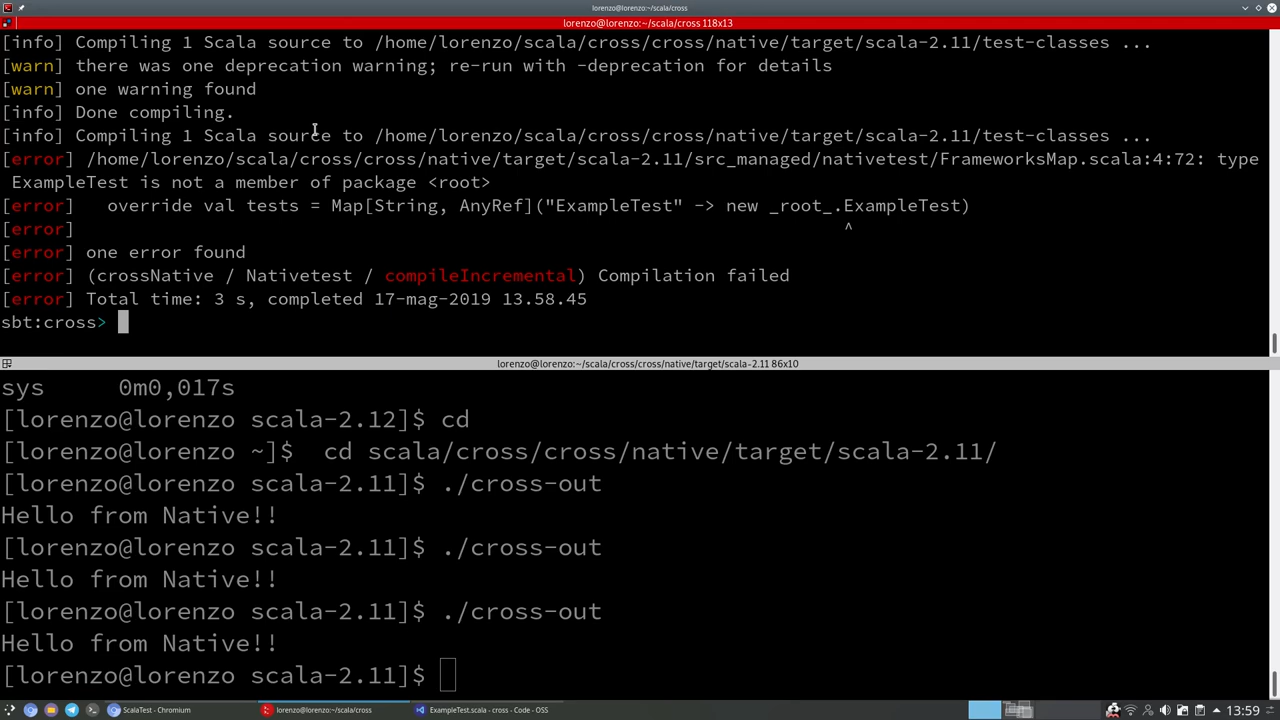 lorenzo@lorenzo:~/scala/cross
lorenzo@lorenzo:~/scala/cross 118x13
[info] Compiling 1 Scala source to /home/lorenzo/scala/cross/cross/native/target/scala-2.11/test-classes ...
[warn] there was one deprecation warning; re-run with -deprecation for details
[warn] one warning found
[info] Done compiling.
[info] Compiling 1 Scala source to /home/lorenzo/scala/cross/cross/native/target/scala-2.11/test-classes ...
[error] /home/lorenzo/scala/cross/cross/native/target/scala-2.11/src_managed/nativetest/FrameworksMap.scala:4:72: type
ExampleTest is not a member of package <root>
[error]   override val tests = Map[String, AnyRef]("ExampleTest" -> new _root_.ExampleTest)
[error]                                                                        ^
[error] one error found
[error] (crossNative / Nativetest / compileIncremental) Compilation failed
[error] Total time: 3 s, completed 17-mag-2019 13.58.45
sbt:cross>
lorenzo@lorenzo:~/scala/cross/cross/native/target/scala-2.11 86x10
sys     0m0,017s
[lorenzo@lorenzo scala-2.12]$ cd
[lorenzo@lorenzo ~]$  cd scala/cross/cross/native/target/scala-2.11/
[lorenzo@lorenzo scala-2.11]$ ./cross-out
Hello from Native!!
[lorenzo@lorenzo scala-2.11]$ ./cross-out
Hello from Native!!
[lorenzo@lorenzo scala-2.11]$ ./cross-out
Hello from Native!!
[lorenzo@lorenzo scala-2.11]$
ScalaTest - Chromium
lorenzo@lorenzo:~/scala/cross
ExampleTest.scala - cross - Code - OSS
13:59